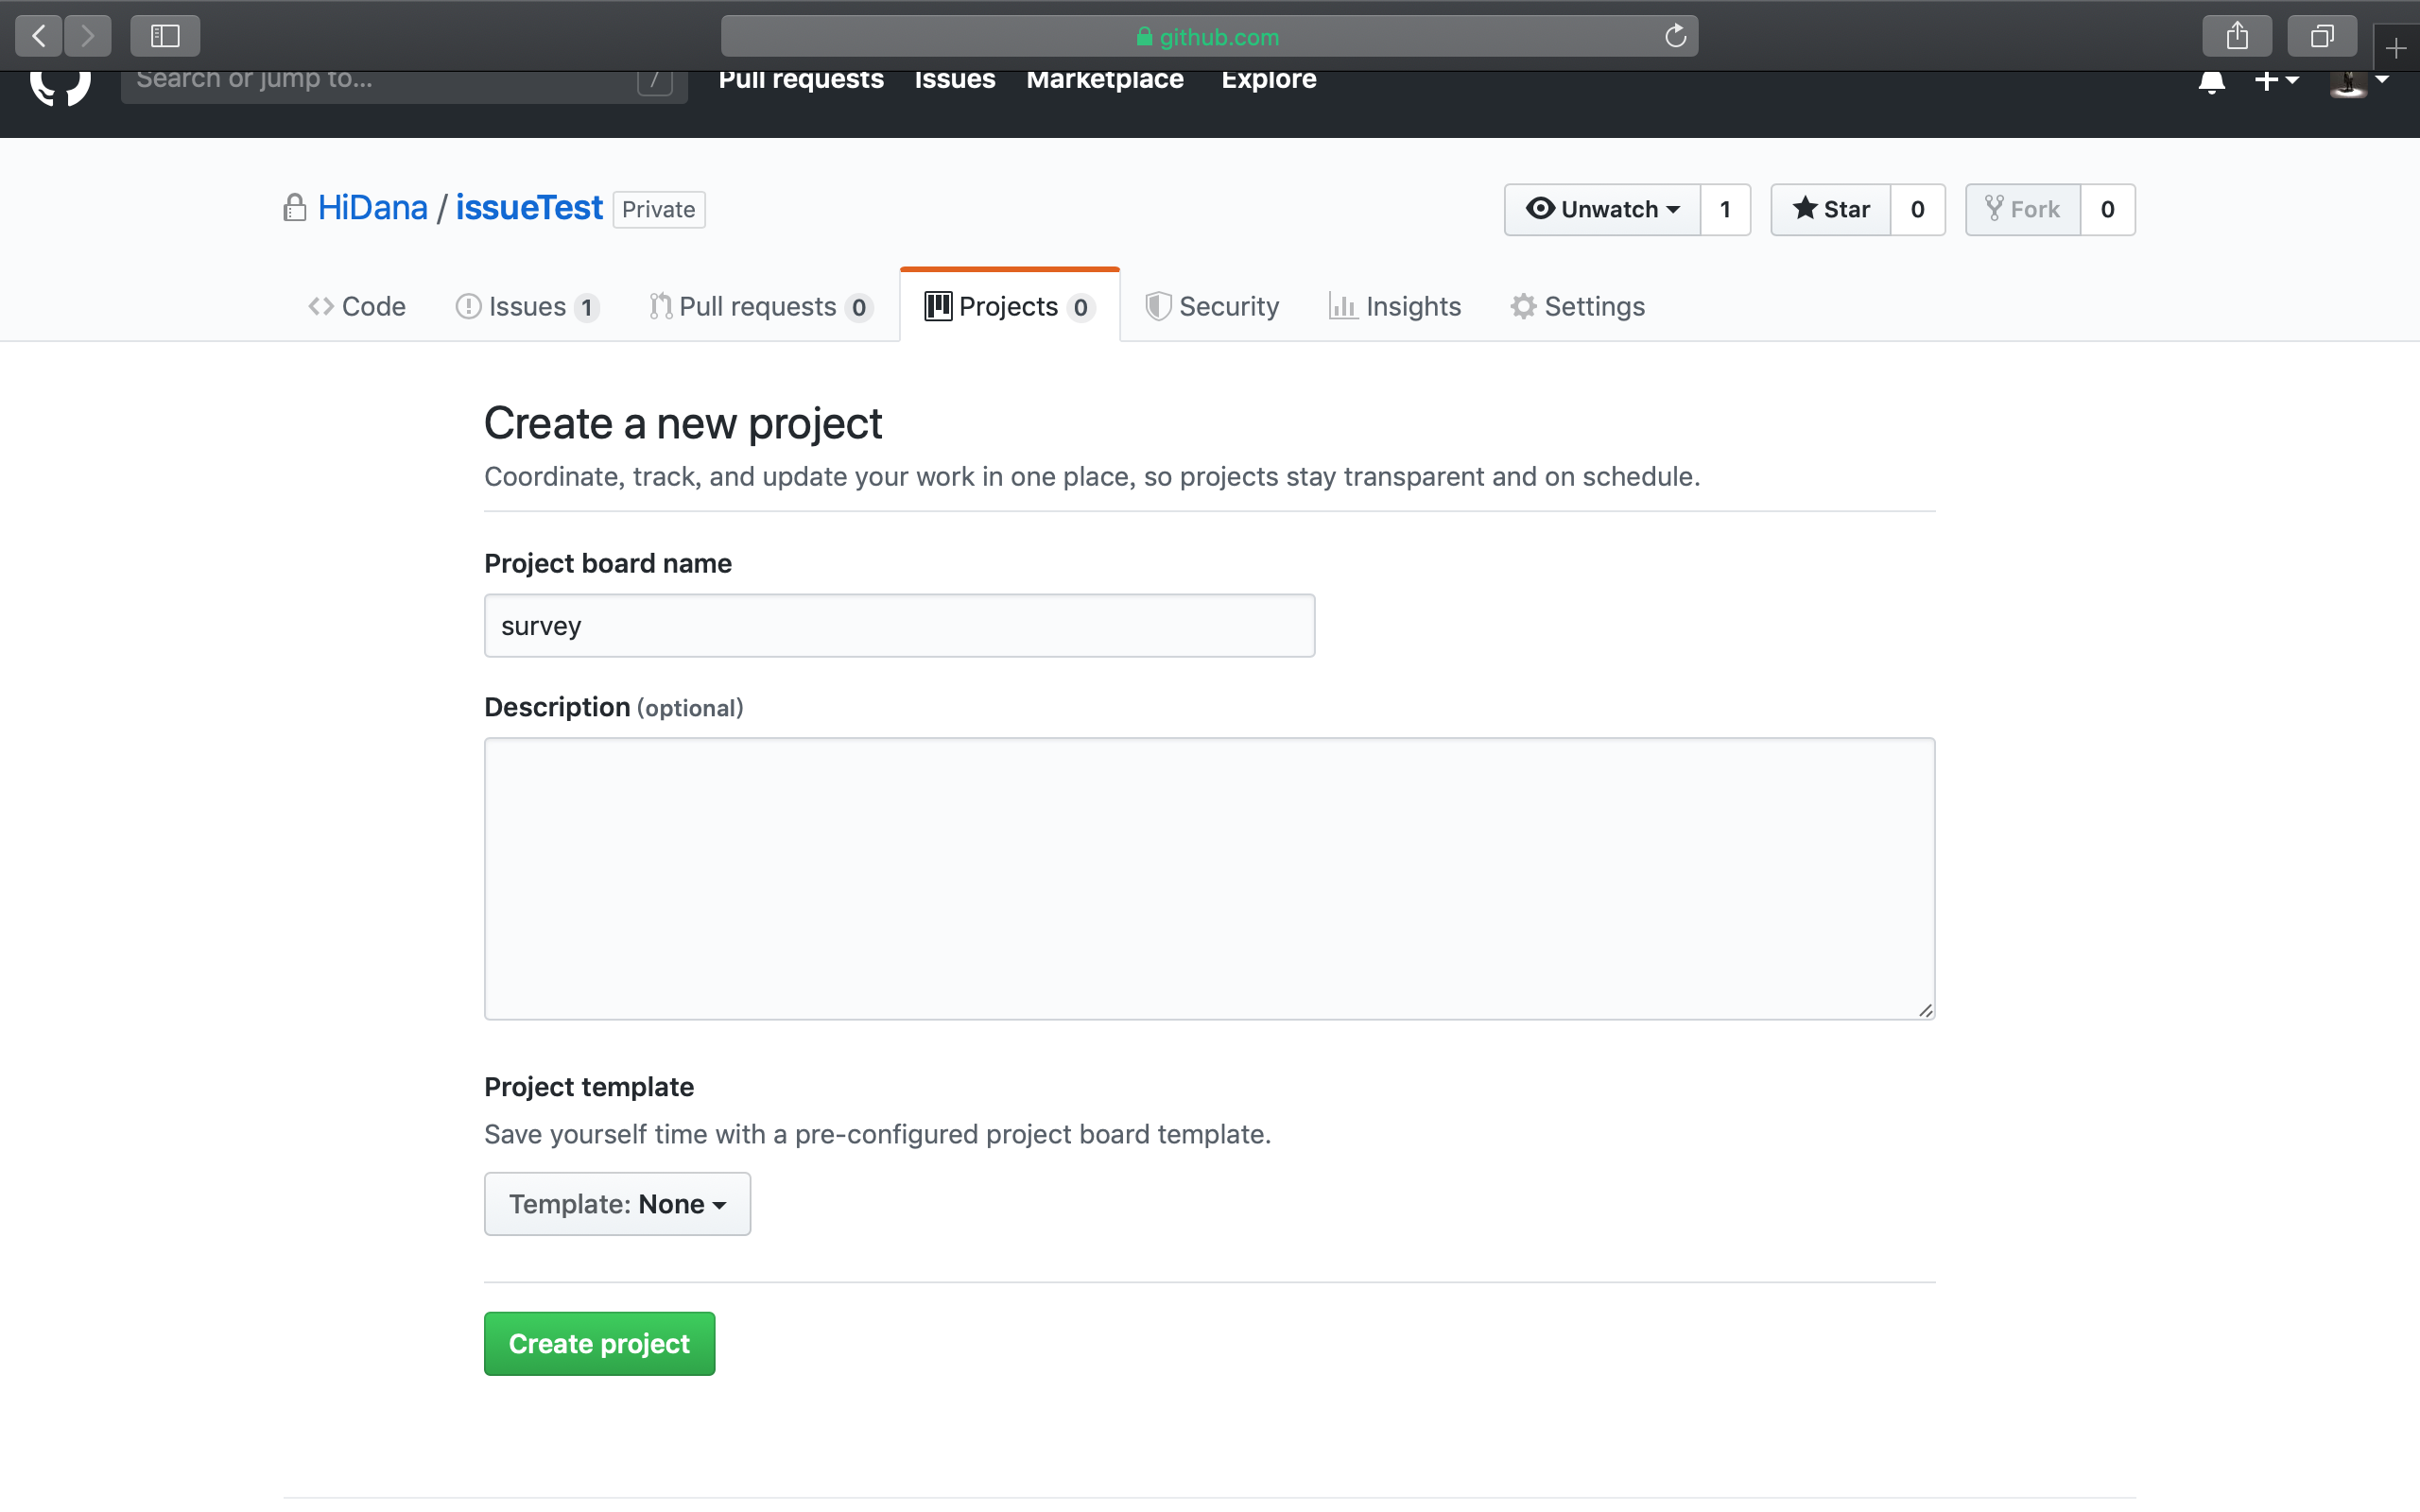 github.com
Search or jump to... / Pull requests Issues Marketplace Explore
HiDana / issueTest Private Unwatch 1 Star 0 Fork 0
Code Issues 1 Pull requests 0 Projects 0 Security Insights Settings
Create a new project
Coordinate, track, and update your work in one place, so projects stay transparent and on schedule.
Project board name
survey
Description (optional)
Project template
Save yourself time with a pre-configured project board template.
Template: None
Create project